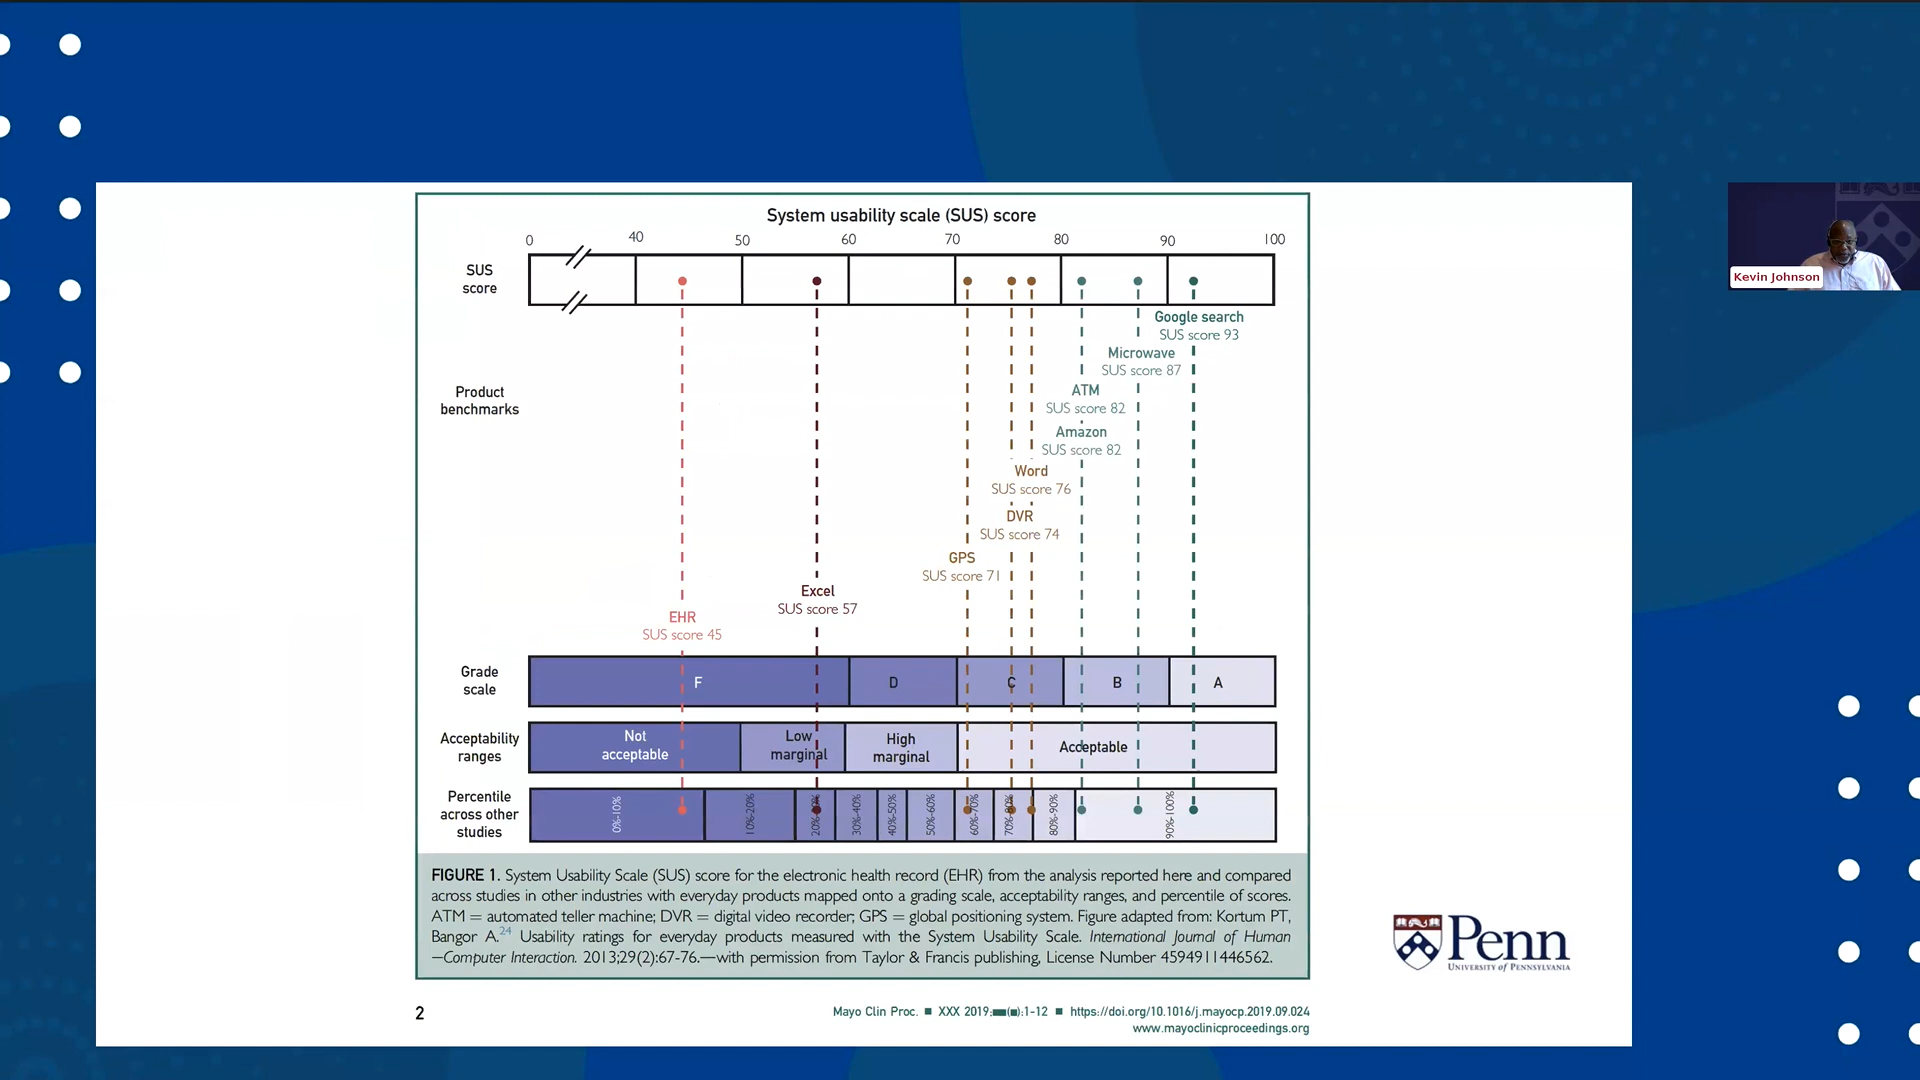 System usability scale (SUS) score
0 40 50 60 70 80 90 100
SUS
score
Google search
SUS score 93
Microwave
SUS score 87
Product
benchmarks
ATM
SUS score 82
Amazon
SUS score 82
Word
SUS score 76
DVR
SUS score 74
GPS
SUS score 71
Excel
SUS score 57
EHR
SUS score 45
Grade
scale
F D C B A
Acceptability
ranges
Not
acceptable
Low
marginal
High
marginal
Acceptable
Percentile
across other
studies
0%-10% 10%-20% 20%-30% 30%-40% 40%-50% 50%-60% 60%-70% 70%-80% 80%-90% 90%-100%
FIGURE 1. System Usability Scale (SUS) score for the electronic health record (EHR) from the analysis reported here and compared
across studies in other industries with everyday products mapped onto a grading scale, acceptability ranges, and percentile of scores.
ATM = automated teller machine; DVR = digital video recorder; GPS = global positioning system. Figure adapted from: Kortum PT,
Bangor A.24 Usability ratings for everyday products measured with the System Usability Scale. International Journal of Human
–Computer Interaction. 2013;29(2):67-76.—with permission from Taylor & Francis publishing, License Number 4594911446562.
2
Mayo Clin Proc. ■ XXX 2019;■■(■):1-12 ■ https://doi.org/10.1016/j.mayocp.2019.09.024
www.mayoclinicproceedings.org
Penn
UNIVERSITY of PENNSYLVANIA
Kevin Johnson